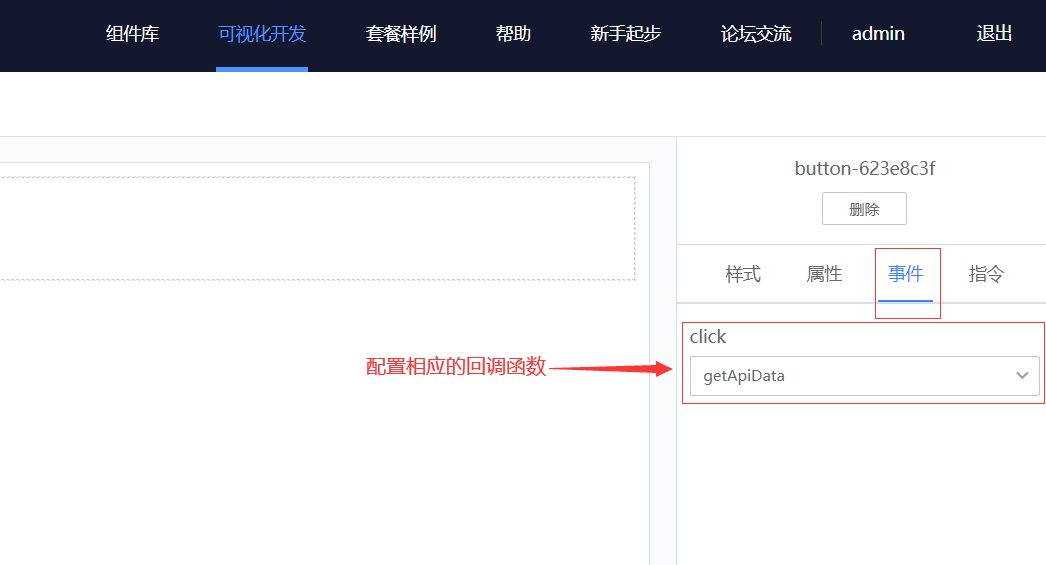 组件库 可视化开发 套餐样例 帮助 新手起步 论坛交流 admin 退出
button-623e8c3f
删除
样式 属性 事件 指令
click
配置相应的回调函数
getApiData